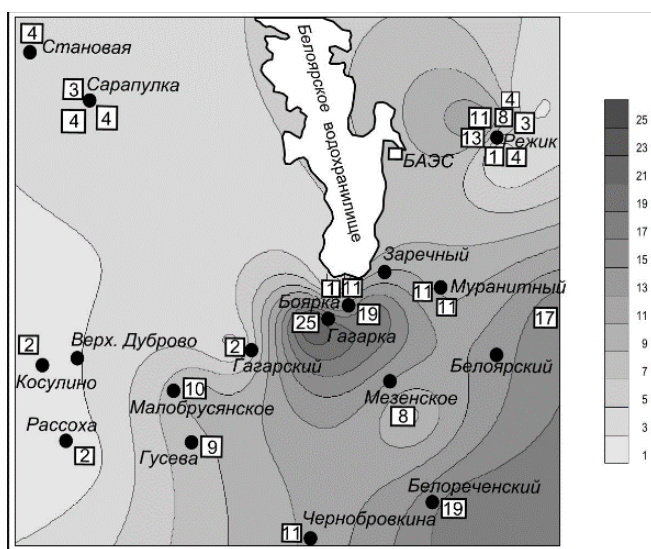 4
Становая
Сарапулка
3
4
4
Белоярское водохранилище
БАЭС
4
11
8
3
13
Режик
1
4
Заречный
1
11
Боярка
19
25
Гагарка
Муранитный
11
11
17
Белоярский
2
Верх. Дуброво
Косулино
2
Гагарский
10
Малобрусянское
Мезенское
8
Рассоха
2
Гусева
9
Белореченский
19
Чернобровкина
11
25
23
21
19
17
15
13
11
9
7
5
3
1